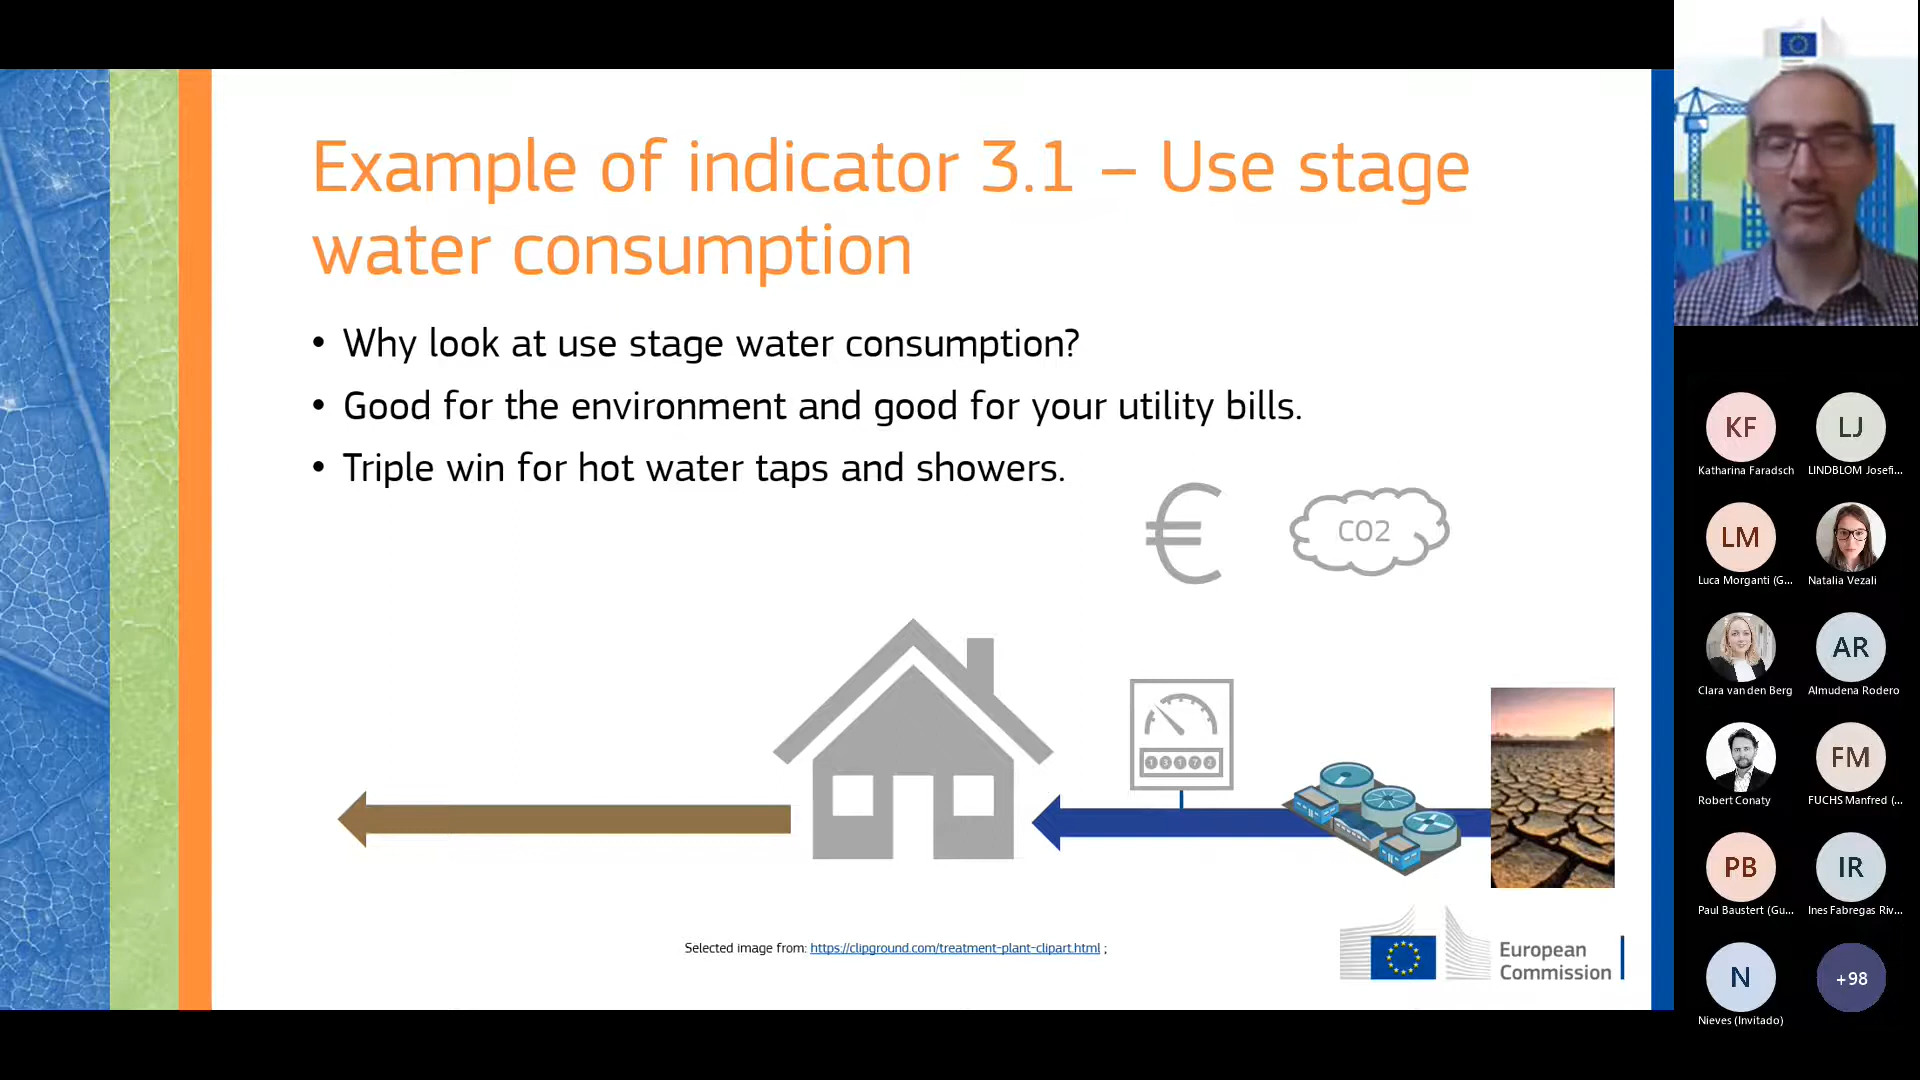 Example of indicator 3.1 – Use stage
water consumption
• Why look at use stage water consumption?
• Good for the environment and good for your utility bills.
• Triple win for hot water taps and showers.
€
CO2
13172
Selected image from: https://clipground.com/treatment-plant-clipart.html ;
European
Commission
KF
Katharina Faradsch
LJ
LINDBLOM Josefi...
LM
Luca Morganti (G...
Natalia Vezali
Clara van den Berg
AR
Almudena Rodero
Robert Conaty
FM
FUCHS Manfred (...
PB
Paul Baustert (Gu...
IR
Ines Fabregas Riv...
N
Nieves (Invitado)
+98